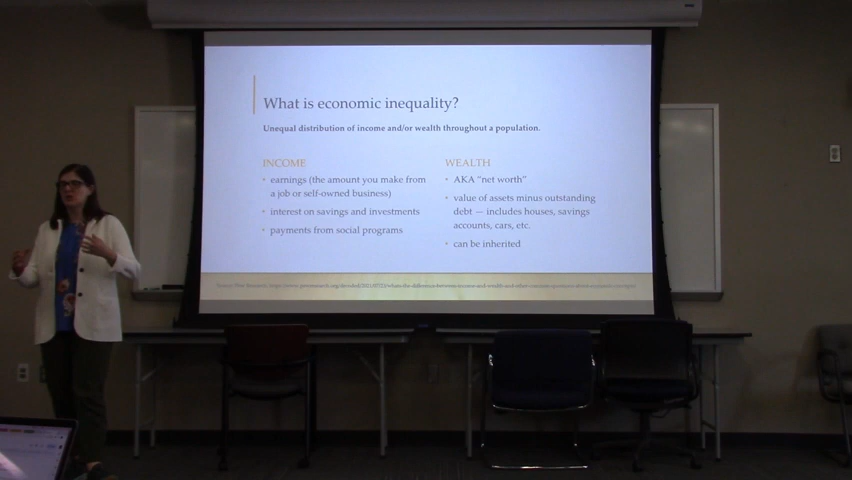 What is economic inequality?
Unequal distribution of income and/or wealth throughout a population.
INCOME
• earnings (the amount you make from
a job or self-owned business)
• interest on savings and investments
• payments from social programs
WEALTH
• AKA "net worth"
• value of assets minus outstanding
debt — includes houses, savings
accounts, cars, etc.
• can be inherited